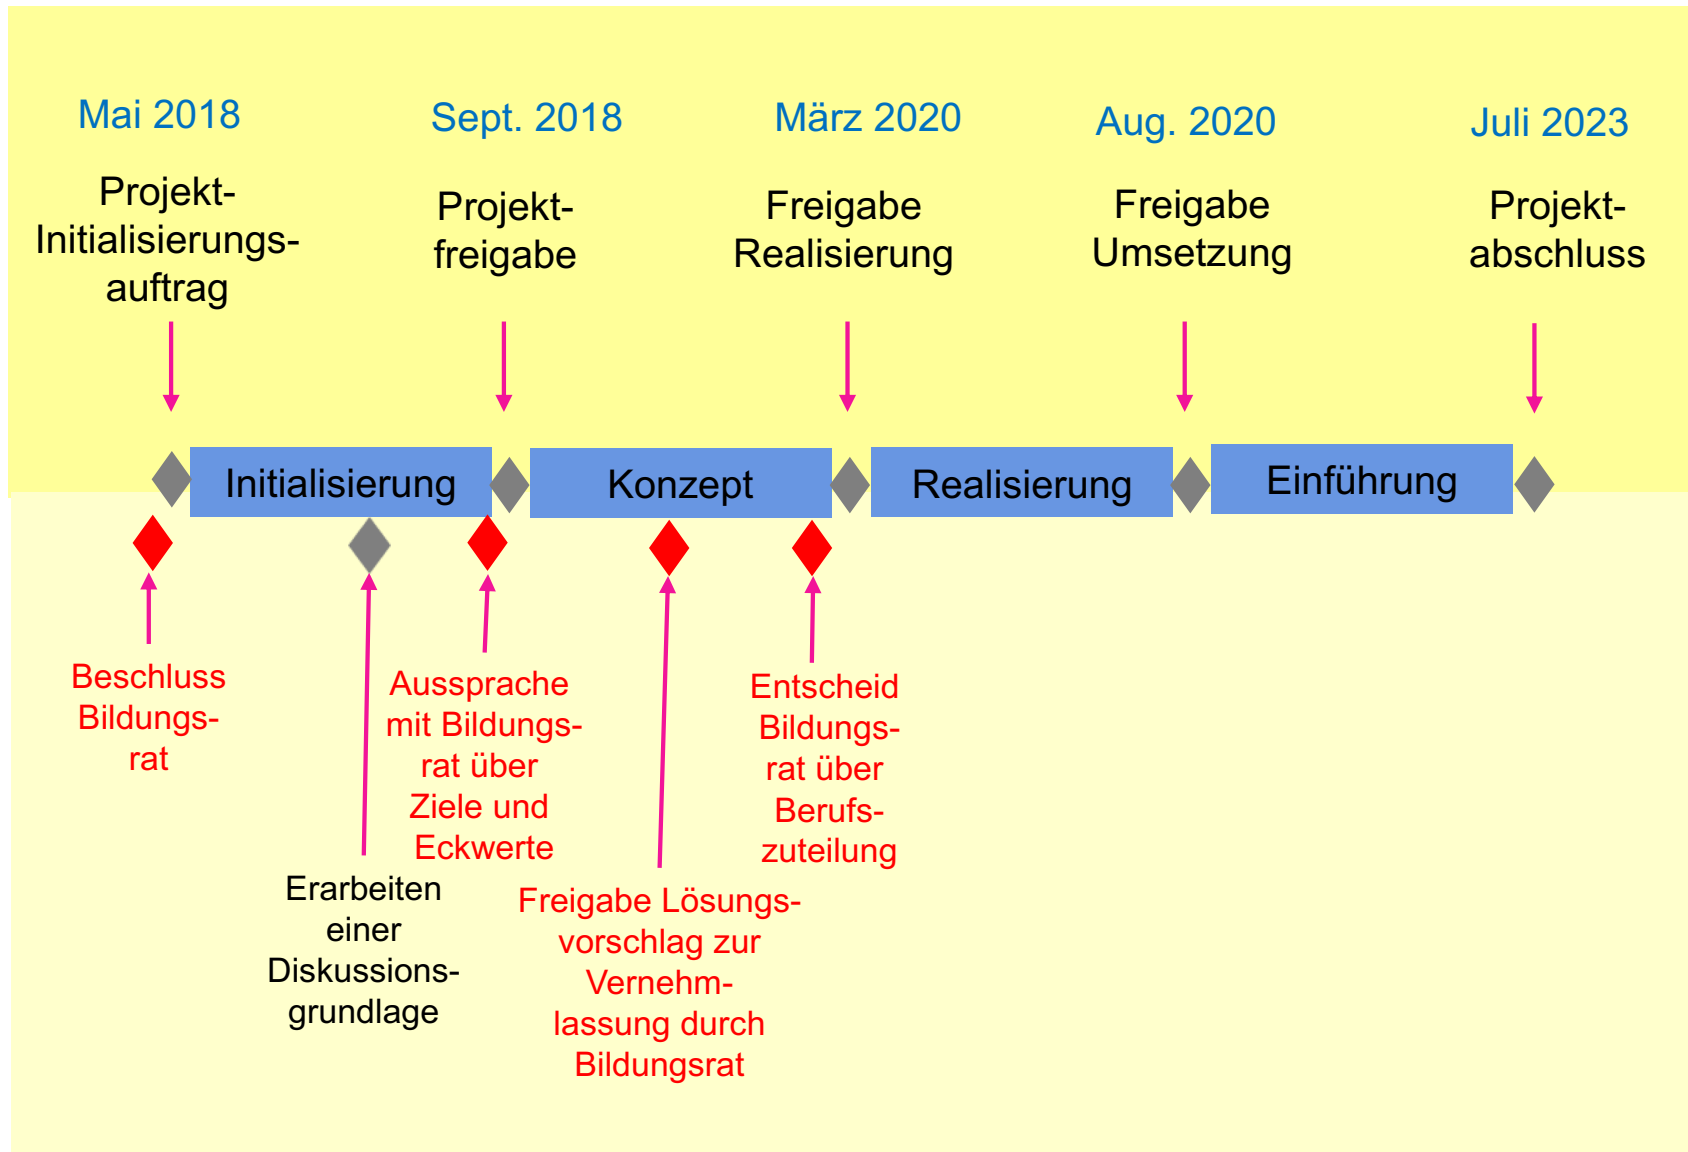 Mai 2018
Sept. 2018
März 2020
Aug. 2020
Juli 2023
Projekt-
Initialisierungs-
auftrag
Projekt-
freigabe
Freigabe
Realisierung
Freigabe
Umsetzung
Projekt-
abschluss
Initialisierung
Konzept
Realisierung
Einführung
Beschluss
Bildungs-
rat
Erarbeiten
einer
Diskussions-
grundlage
Aussprache
mit Bildungs-
rat über
Ziele und
Eckwerte
Freigabe Lösungs-
vorschlag zur
Vernehm-
lassung durch
Bildungsrat
Entscheid
Bildungs-
rat über
Berufs-
zuteilung